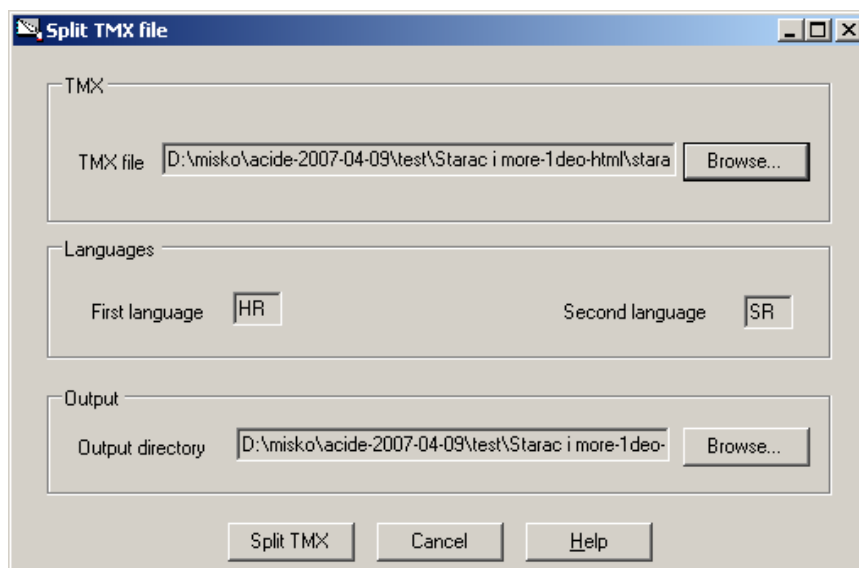 Split TMX file
TMX
TMX file D:\misko\acide-2007-04-09\test\Starac i more-1deo-html\stara Browse...
Languages
First language HR Second language SR
Output
Output directory D:\misko\acide-2007-04-09\test\Starac i more-1deo- Browse...
Split TMX Cancel Help